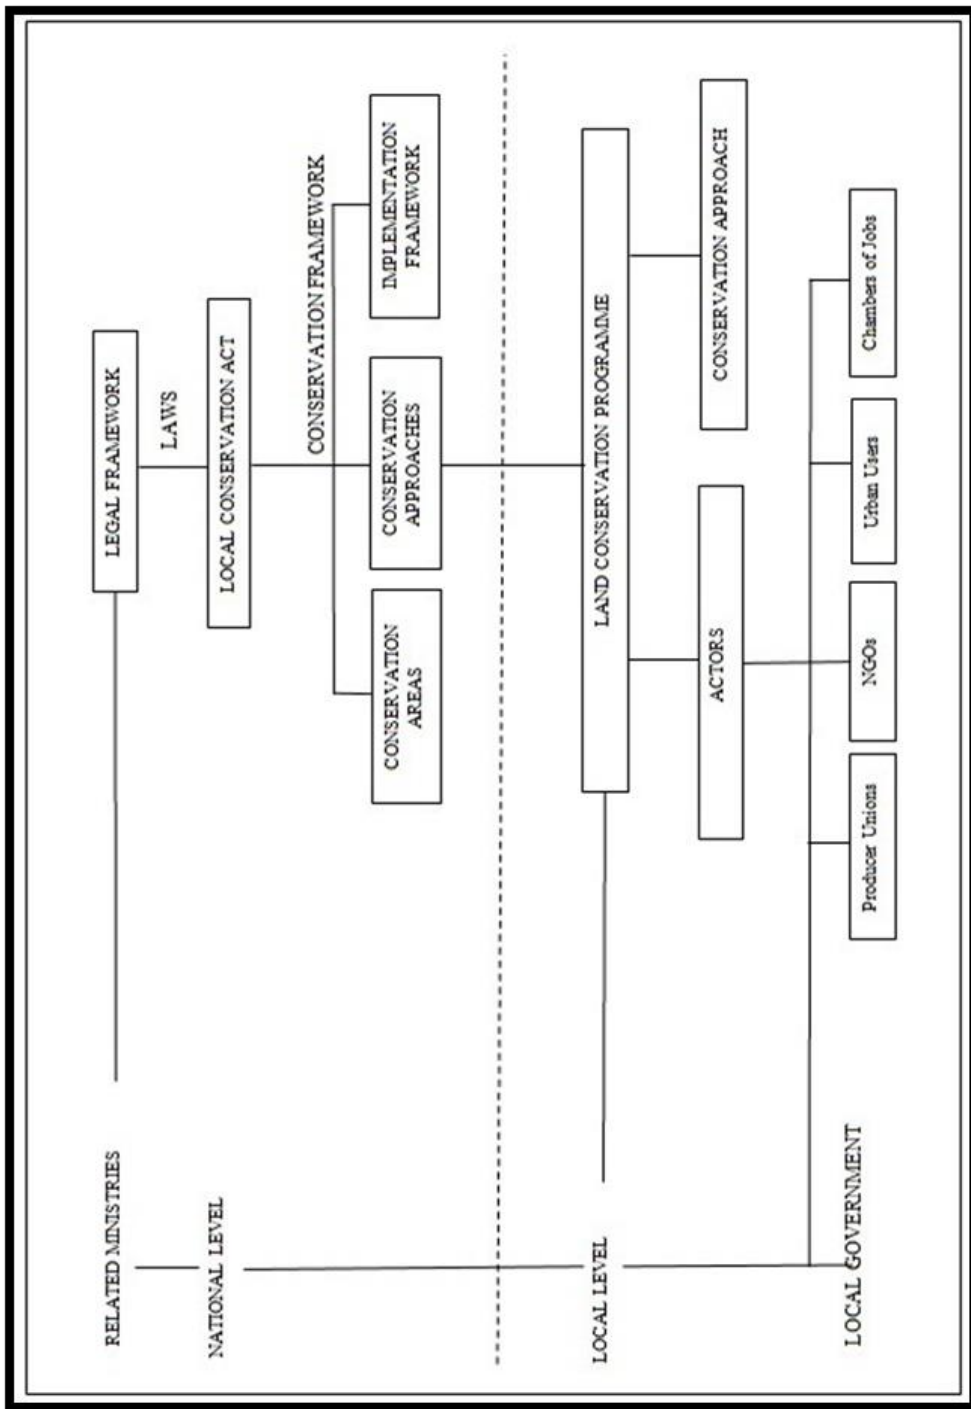 RELATED MINISTRIES
LEGAL FRAMEWORK
LAWS
NATIONAL LEVEL
LOCAL CONSERVATION ACT
CONSERVATION FRAMEWORK
CONSERVATION
AREAS
CONSERVATION
APPROACHES
IMPLEMENTATION
FRAMEWORK
LOCAL LEVEL
LAND CONSERVATION PROGRAMME
ACTORS
CONSERVATION APPROACH
LOCAL GOVERNMENT
Producer Unions
NGOs
Urban Users
Chambers of Jobs